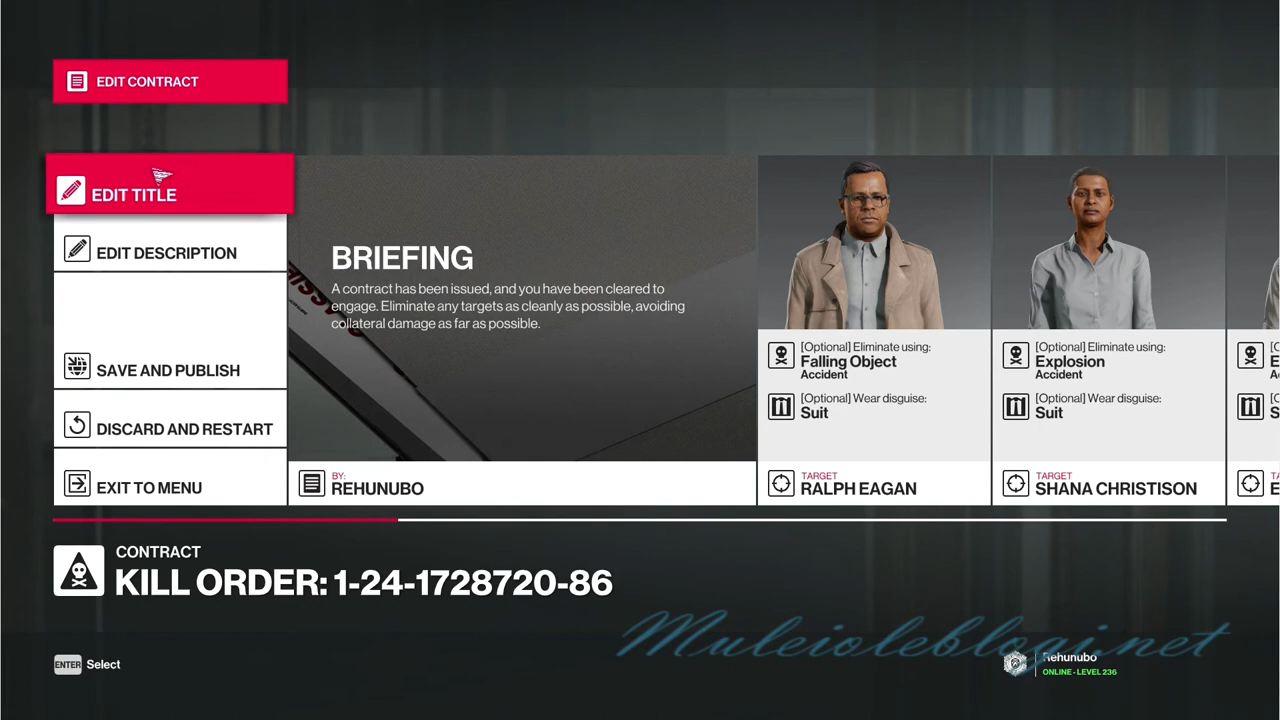 EDIT CONTRACT
EDIT TITLE
EDIT DESCRIPTION
SAVE AND PUBLISH
DISCARD AND RESTART
EXIT TO MENU
BRIEFING
A contract has been issued, and you have been cleared to
engage. Eliminate any targets as cleanly as possible, avoiding
collateral damage as far as possible.
BY:
REHUNUBO
[Optional] Eliminate using:
Falling Object
Accident
[Optional] Wear disguise:
Suit
TARGET
RALPH EAGAN
[Optional] Eliminate using:
Explosion
Accident
[Optional] Wear disguise:
Suit
TARGET
SHANA CHRISTISON
CONTRACT
KILL ORDER: 1-24-1728720-86
Muleioleblogi.net
ENTER Select
Rehunubo
ONLINE - LEVEL 236